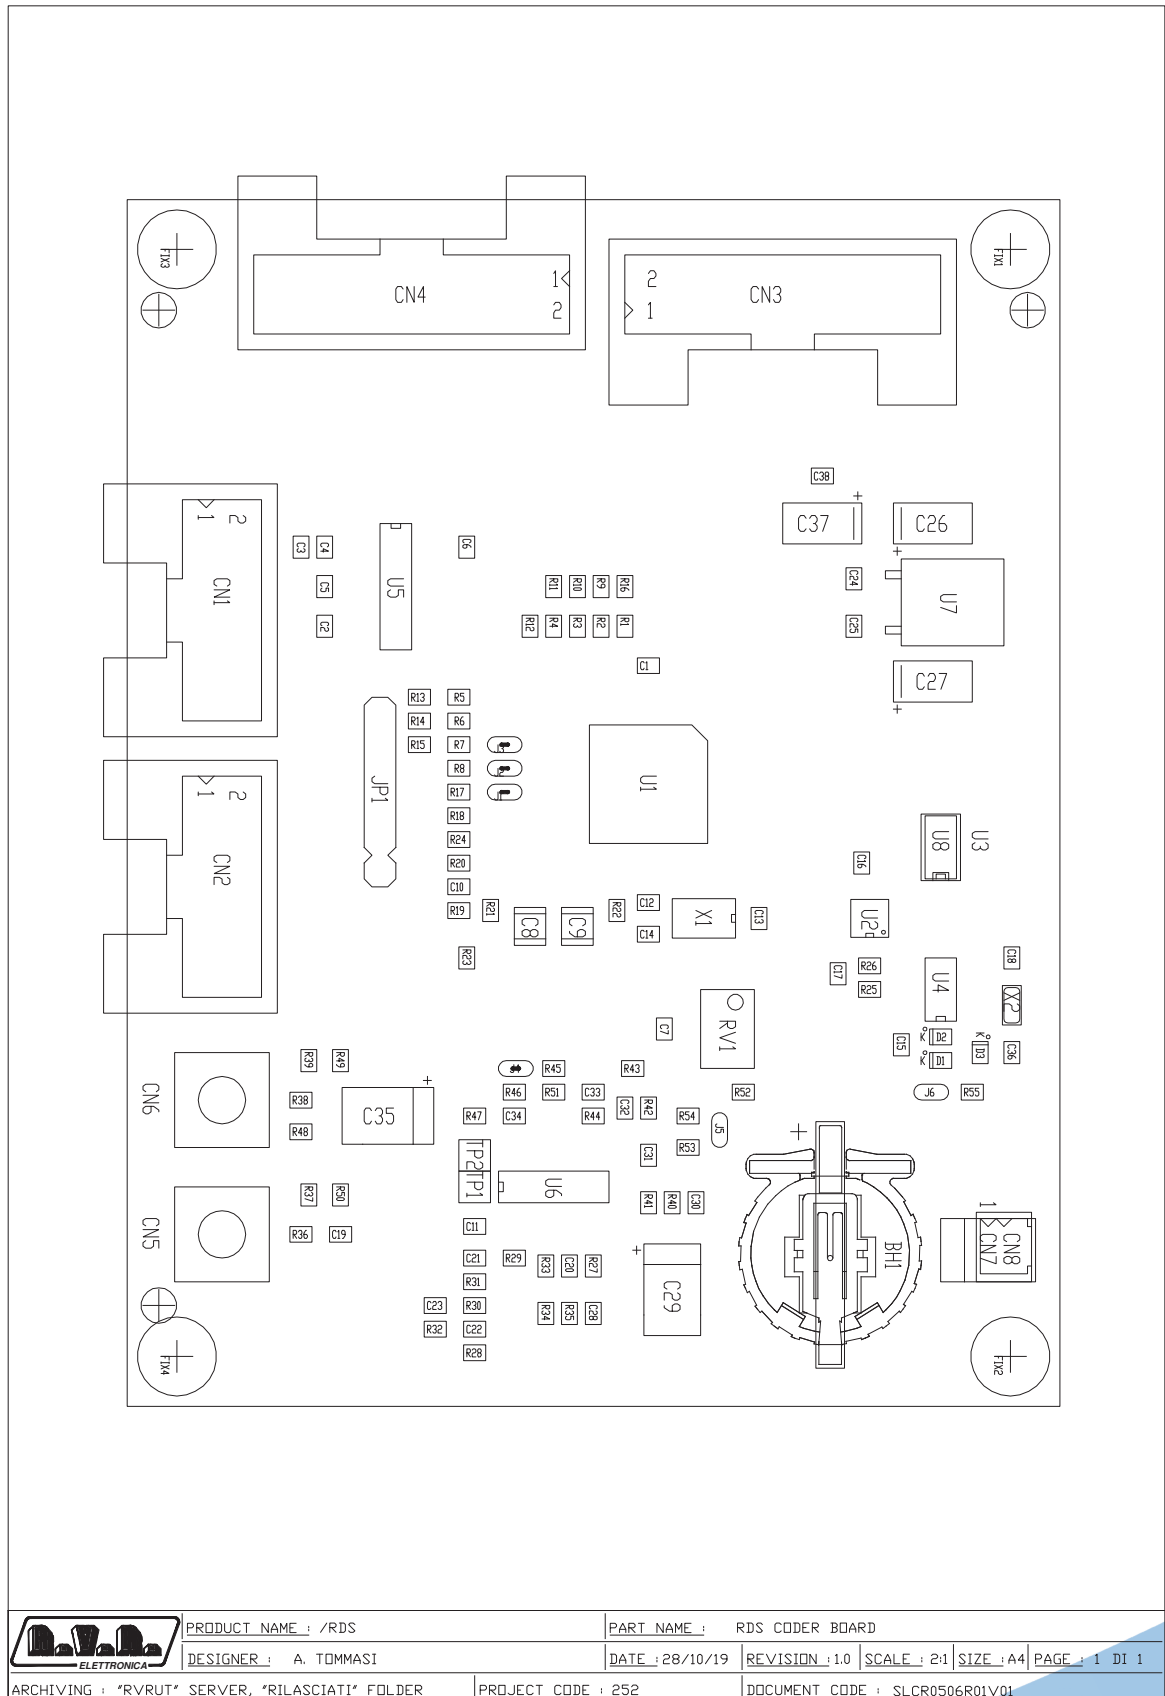 FIX3
FIX1
CN4
1
2
2
1
CN3
C38
C37
+
C26
+
C3
C4
C6
U5
1
2
CN1
C5
C2
R11
R10
R9
R16
R12
R4
R3
R2
R1
C24
C25
U7
C1
C27
+
R13
R5
R14
R6
R15
R7
R8
R17
R18
R24
R20
C10
R19
JP1
U1
1
2
CN2
U8
U3
C16
R21
C8
C9
R22
C12
C14
X1
C13
U2
R23
C17
R26
R25
U4
C18
X2
C7
RV1
C15
K
D2
K
D1
K
D3
C36
R39
R49
CN6
R38
R48
C35
+
R45
R43
R46
R51
C33
R52
J6
R55
R47
C34
R44
C32
R42
R54
J5
R53
TP2
TP1
U6
C31
+
R37
R50
R41
R40
C30
CN5
R36
C19
C11
C21
R29
R33
C20
R27
+
C29
BH1
1
CN7
CN8
R31
C23
R30
R34
R35
C28
R32
C22
R28
FIX4
FIX2
R.V.R.
ELETTRONICA
PRODUCT NAME : /RDS
PART NAME : RDS CODER BOARD
DESIGNER : A. TOMMASI
DATE : 28/10/19
REVISION : 1.0
SCALE : 2:1
SIZE : A4
PAGE : 1 DI 1
ARCHIVING : "RVRUT" SERVER, "RILASCIATI" FOLDER
PROJECT CODE : 252
DOCUMENT CODE : SLCR0506R01V01